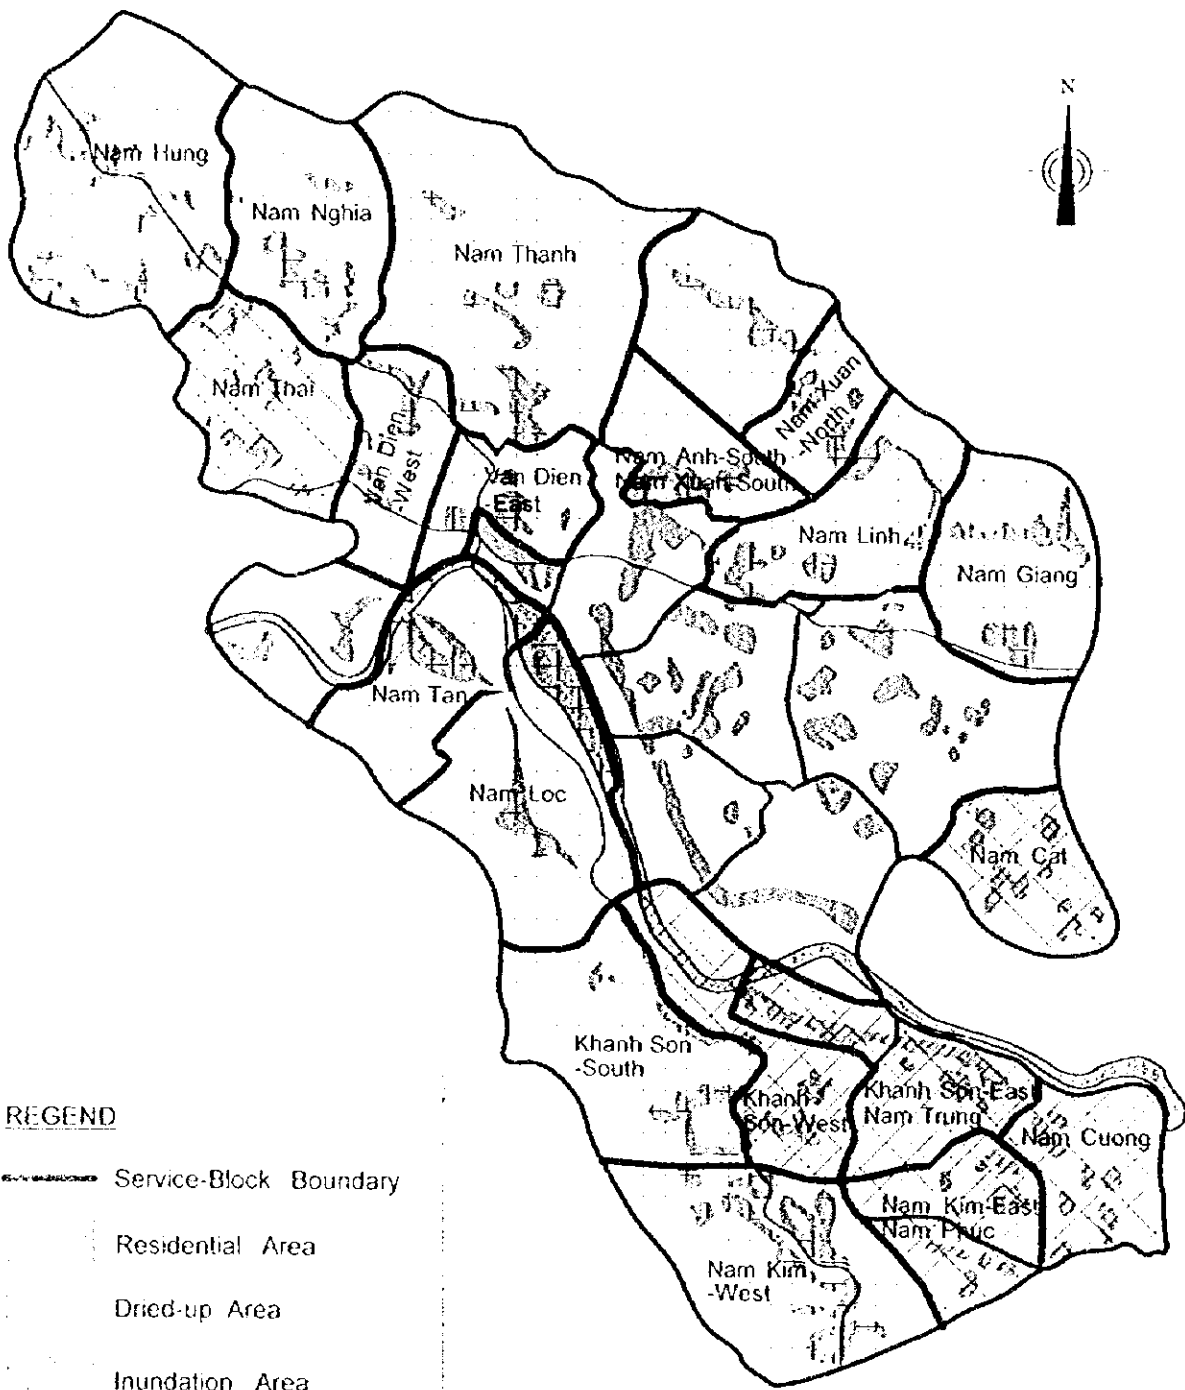 N
Nam Hung
Nam Nghia
Nam Thanh
Nam Thai
Van Dien
-West
Van Dien
-East
Nam Anh-South
Nam Xuan-South
Nam Xuan
-North
Nam Linh
Nam Giang
Nam Tan
Nam Loc
Nam Cat
Khanh Son
-South
Khanh
Son-West
Khanh Son-East
Nam Trung
Nam Cuong
Nam Kim-East
Nam Phuc
Nam Kim
-West
REGEND
Service-Block Boundary
Residential Area
Dried-up Area
Inundation Area